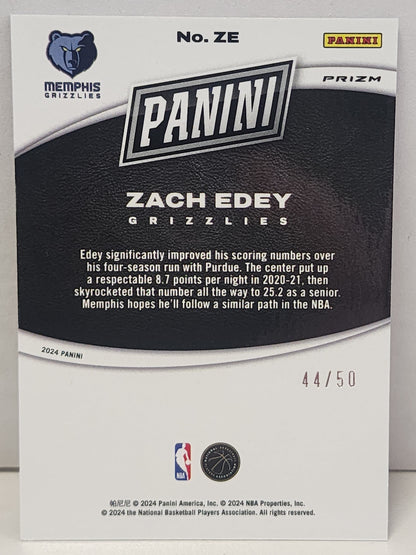 No. ZE
PANINI
MEMPHIS
GRIZZLIES
PRIZM
PANINI
ZACH EDEY
GRIZZLIES
Edey significantly improved his scoring numbers over
his four-season run with Purdue. The center put up
a respectable 8.7 points per night in 2020-21, then
skyrocketed that number all the way to 25.2 as a senior.
Memphis hopes he'll follow a similar path in the NBA.
2024 PANINI
44/50
NBA
帕尼尼 © 2024 Panini America, Inc. © 2024 NBA Properties, Inc.
© 2024 the National Basketball Players Association. All rights reserved.